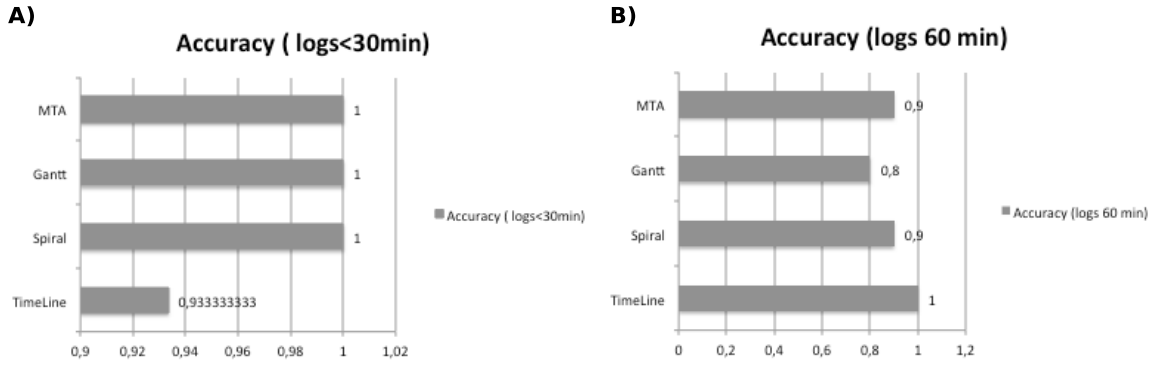 A)
Accuracy ( logs<30min)
MTA
1
Gantt
1
Spiral
1
TimeLine
0,933333333
0,9 0,92 0,94 0,96 0,98 1 1,02
Accuracy ( logs<30min)
B)
Accuracy (logs 60 min)
MTA
0,9
Gantt
0,8
Spiral
0,9
TimeLine
1
0 0,2 0,4 0,6 0,8 1 1,2
Accuracy (logs 60 min)